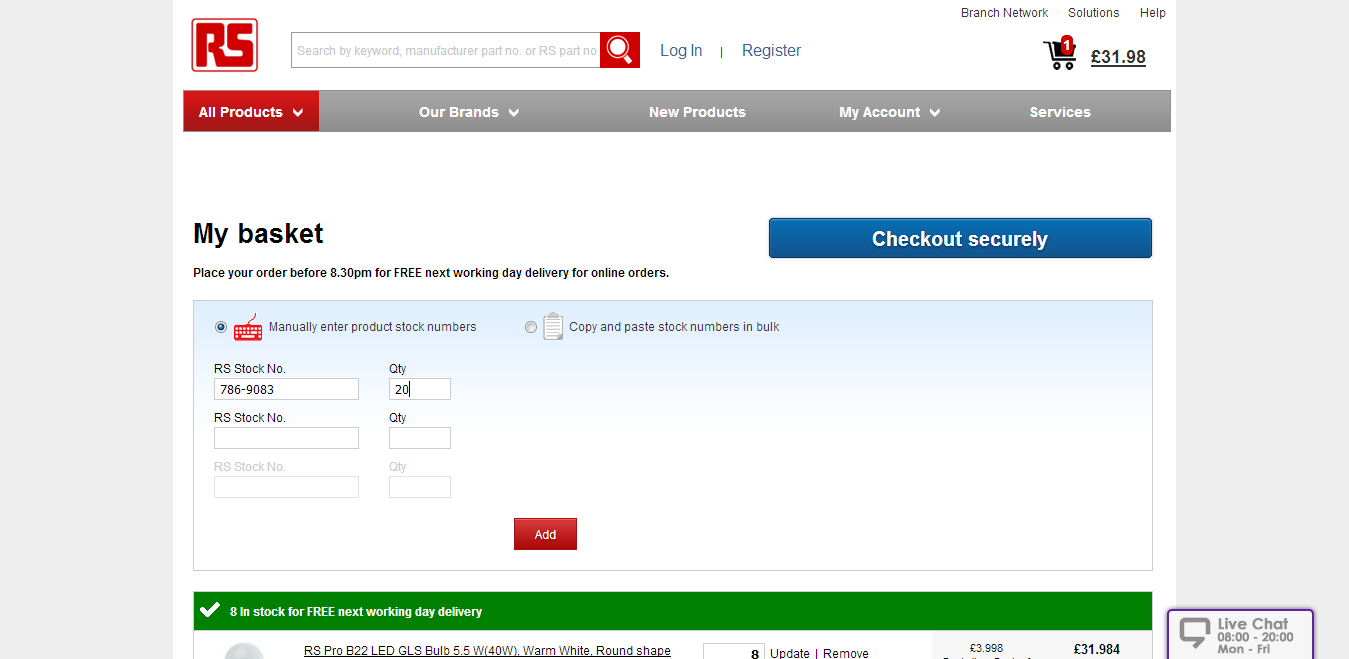 Branch Network Solutions Help
RS
Search by keyword, manufacturer part no. or RS part no
Log In | Register
1
£31.98
All Products Our Brands New Products My Account Services
My basket
Checkout securely
Place your order before 8.30pm for FREE next working day delivery for online orders.
Manually enter product stock numbers Copy and paste stock numbers in bulk
RS Stock No. Qty
786-9083 20
RS Stock No. Qty
RS Stock No. Qty
Add
8 In stock for FREE next working day delivery
Live Chat
08:00 - 20:00
Mon - Fri
RS Pro B22 LED GLS Bulb 5.5 W(40W), Warm White, Round shape 8 Update | Remove £3.998 £31.984